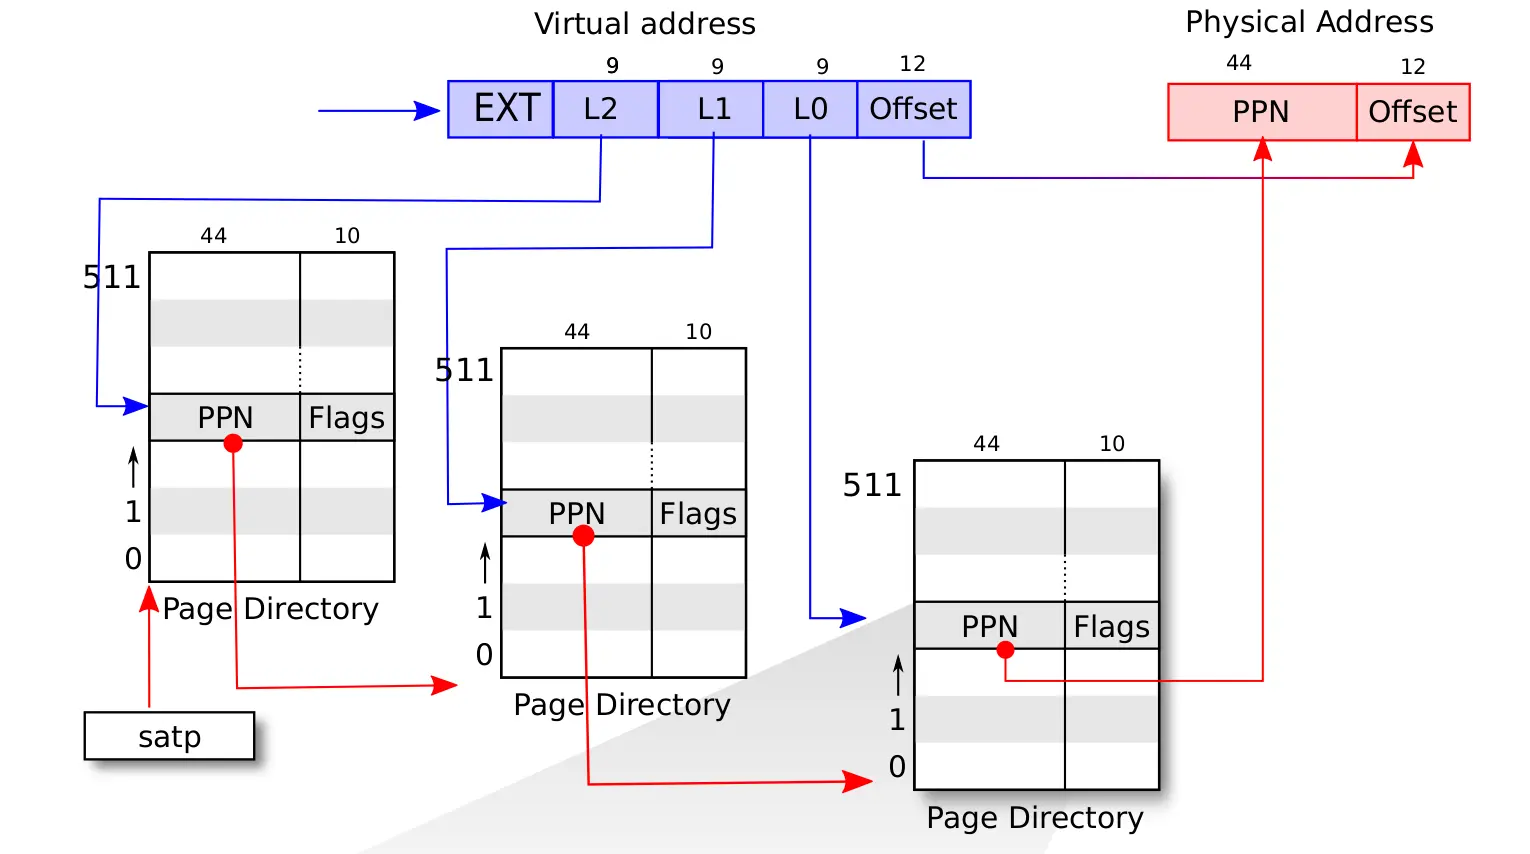 Virtual address
Physical Address
9 9 9 12
44 12
EXT L2 L1 L0 Offset
PPN Offset
44 10
511
PPN Flags
1
0
Page Directory
satp
44 10
511
PPN Flags
1
0
Page Directory
44 10
511
PPN Flags
1
0
Page Directory